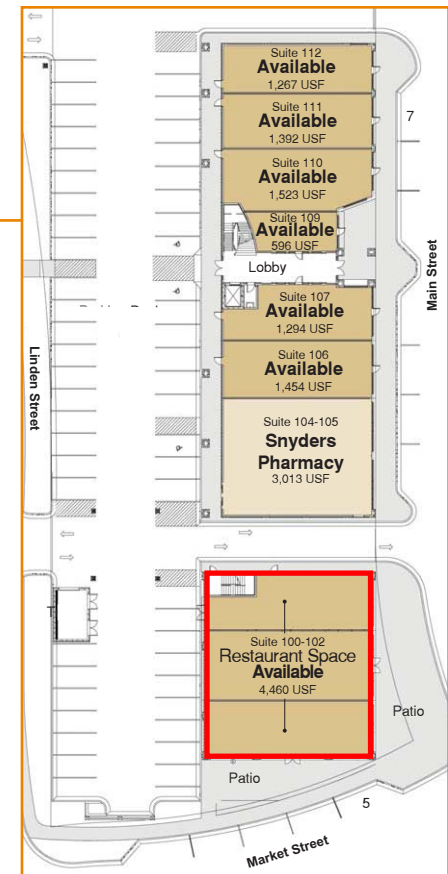 Suite 112
Available
1,267 USF
Suite 111
Available
1,392 USF
7
Suite 110
Available
1,523 USF
Suite 109
Available
596 USF
Lobby
Main Street
Suite 107
Available
1,294 USF
Linden Street
Suite 106
Available
1,454 USF
Suite 104-105
Snyders
Pharmacy
3,013 USF
Suite 100-102
Restaurant Space
Available
4,460 USF
Patio
Patio
5
Market Street